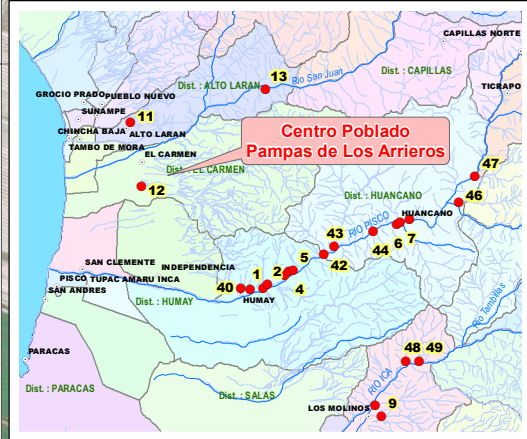 CAPILLAS NORTE
13
Río San Juan
Dist. : CAPILLAS
Dist. : ALTO LARAN
TICRAPO
GROCIO PRADO
PUEBLO NUEVO
SUNAMPE
11
CHINCHA BAJA
ALTO LARAN
TAMBO DE MORA
Centro Poblado
Pampas de Los Arrieros
EL CARMEN
Dist. : EL CARMEN
47
12
Dist. : HUANCANO
46
HUANCANO
RIO PISCO
43
7
6
44
42
5
SAN CLEMENTE
INDEPENDENCIA
2
1
4
PISCO
TUPAC AMARU INCA
40
HUMAY
SAN ANDRES
Dist. : HUMAY
Río Tambillos
48
49
PARACAS
RIO ICA
Dist. : PARACAS
Dist. : SALAS
LOS MOLINOS
9